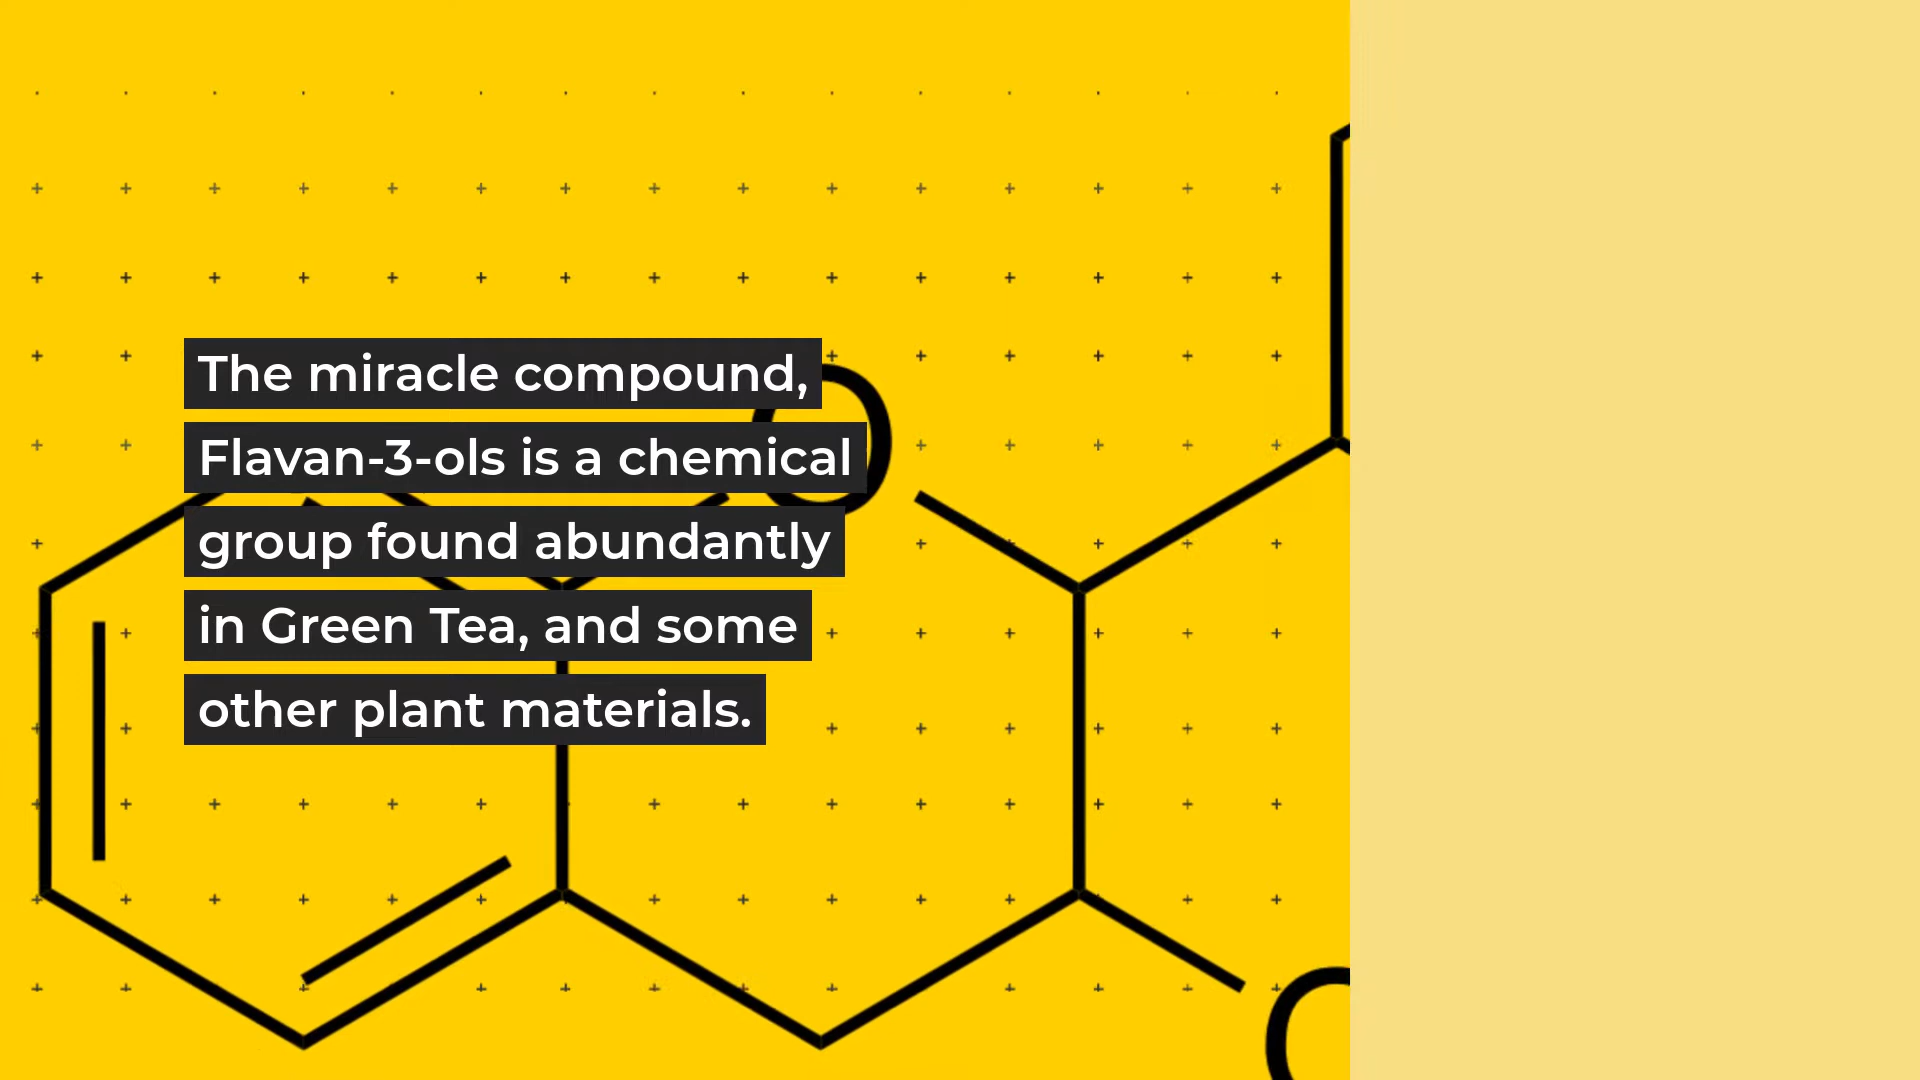 The miracle compound,
Flavan-3-ols is a chemical
group found abundantly
in Green Tea, and some
other plant materials.
O
O